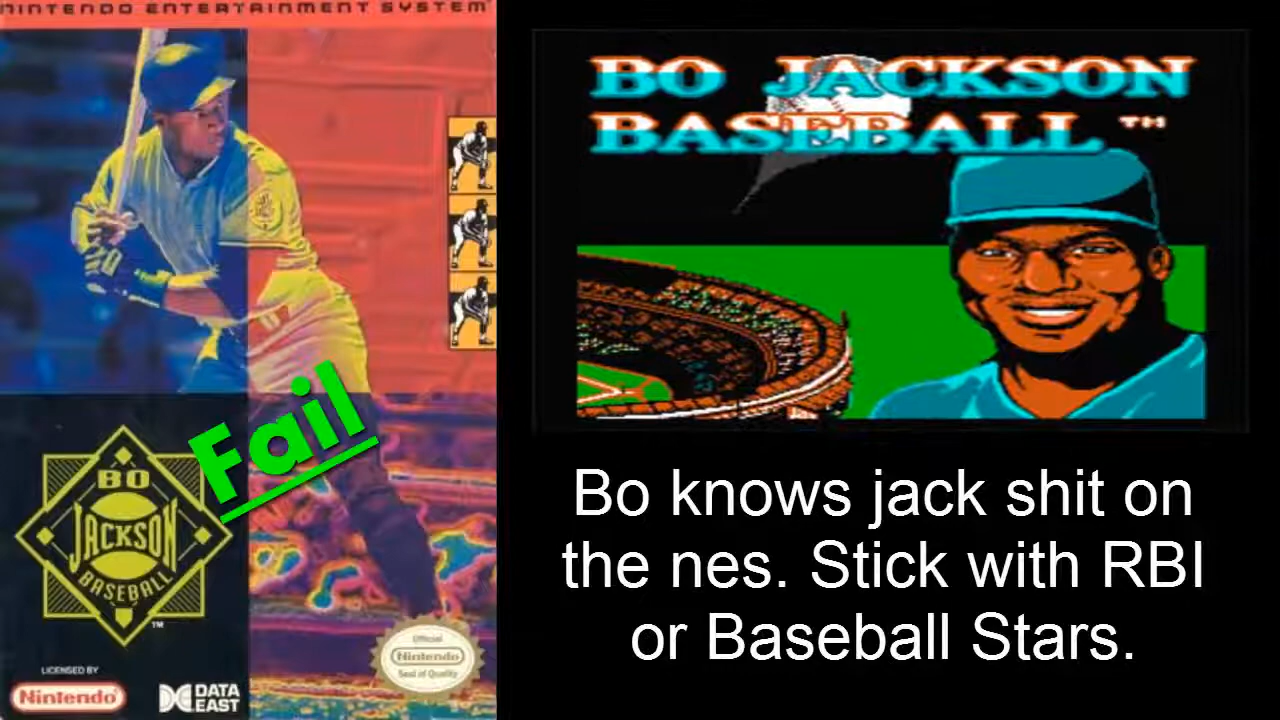 NINTENDO ENTERTAINMENT SYSTEM®
BO JACKSON
BASEBALL ™
Fail
BO
JACKSON
BASEBALL
TM
Bo knows jack shit on
the nes. Stick with RBI
or Baseball Stars.
Official
Nintendo
Seal of Quality
LICENSED BY
Nintendo®
DATA
EAST